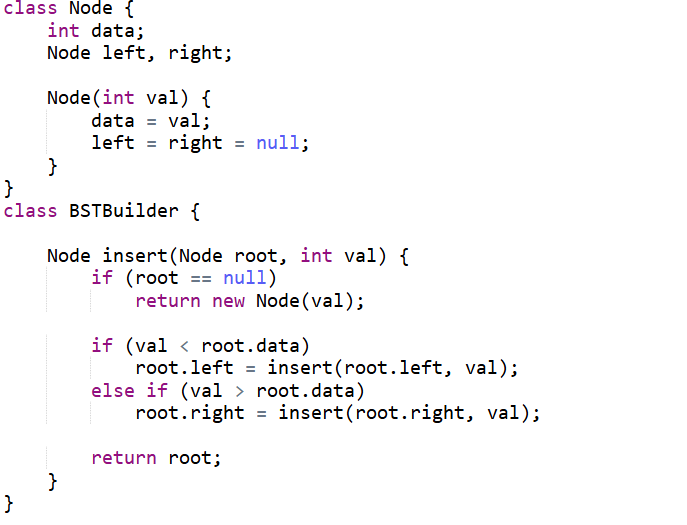 class Node {
    int data;
    Node left, right;

    Node(int val) {
        data = val;
        left = right = null;
    }
}
class BSTBuilder {

    Node insert(Node root, int val) {
        if (root == null)
            return new Node(val);

        if (val < root.data)
            root.left = insert(root.left, val);
        else if (val > root.data)
            root.right = insert(root.right, val);

        return root;
    }
}